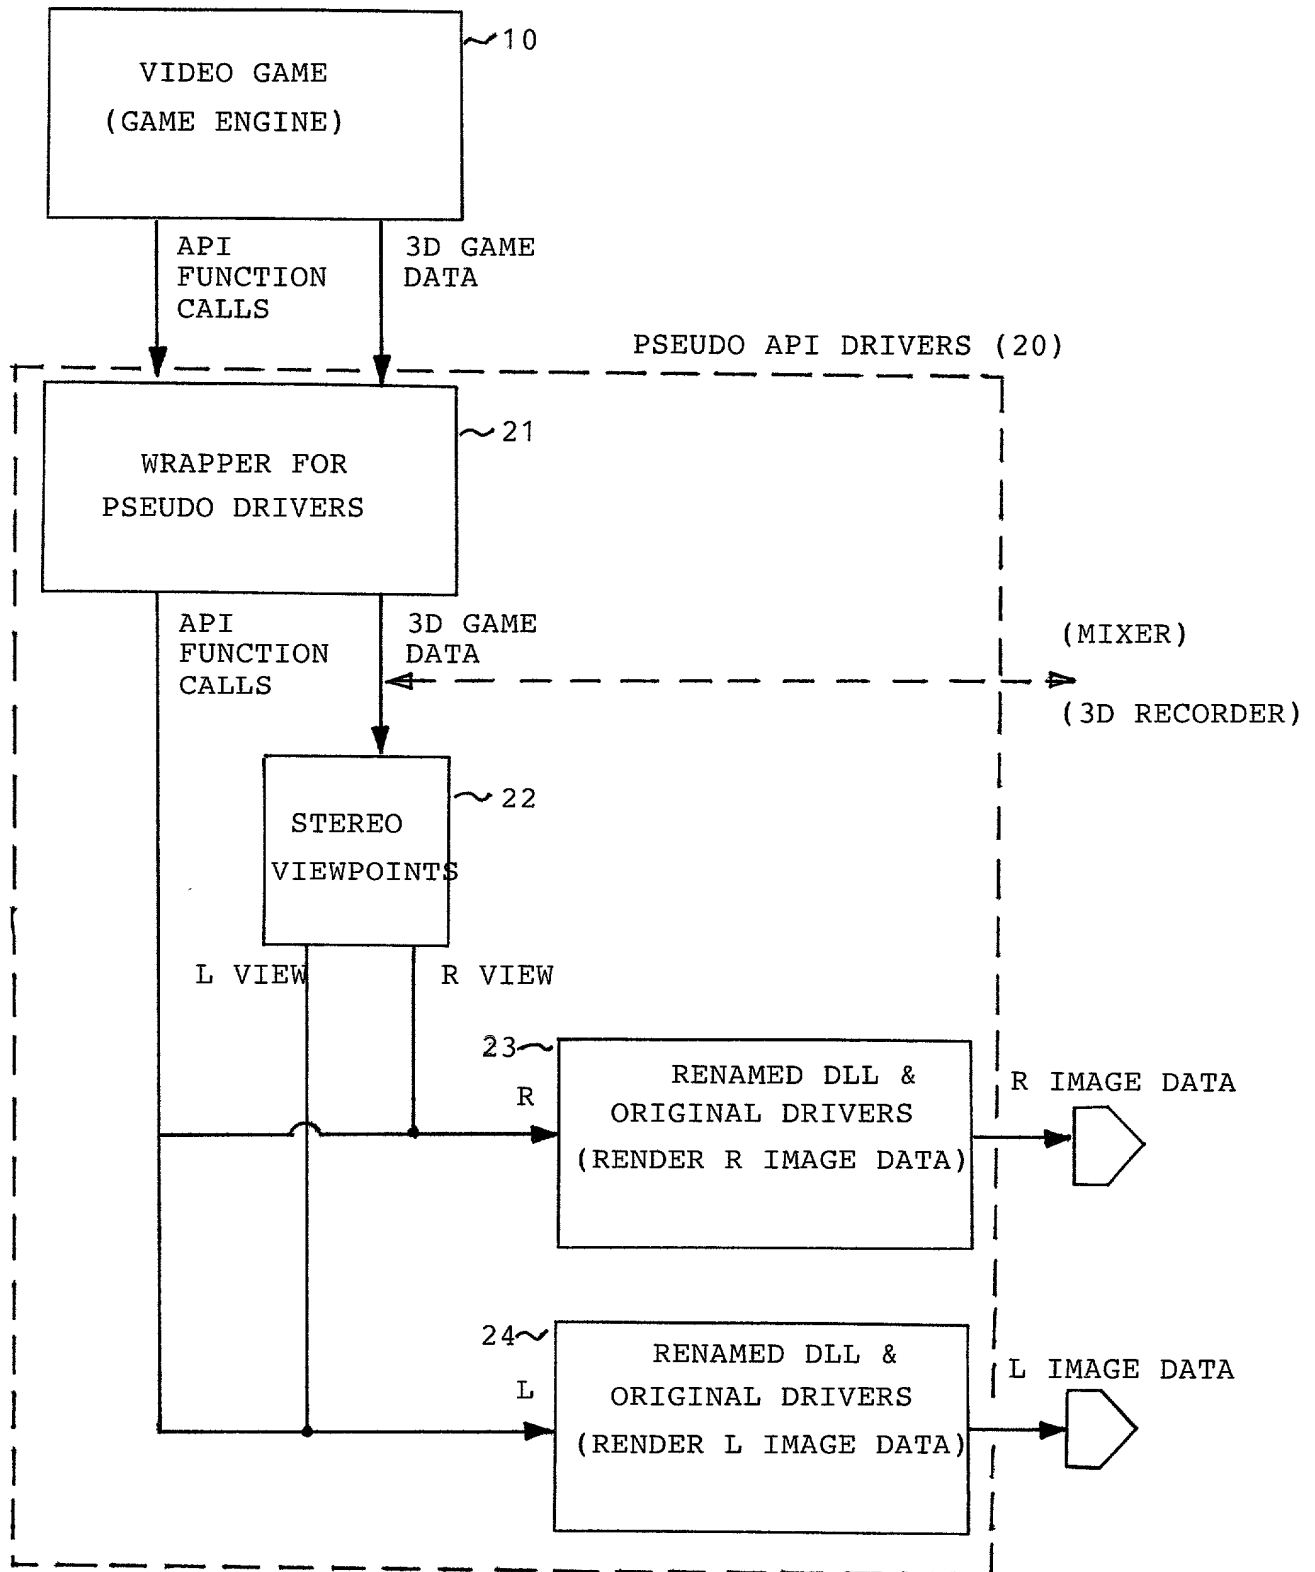 10
VIDEO GAME
(GAME ENGINE)
API
FUNCTION
CALLS
3D GAME
DATA
PSEUDO API DRIVERS (20)
21
WRAPPER FOR
PSEUDO DRIVERS
API
FUNCTION
CALLS
3D GAME
DATA
(MIXER)
(3D RECORDER)
22
STEREO
VIEWPOINTS
L VIEW
R VIEW
23
R
RENAMED DLL &
ORIGINAL DRIVERS
(RENDER R IMAGE DATA)
R IMAGE DATA
24
L
RENAMED DLL &
ORIGINAL DRIVERS
(RENDER L IMAGE DATA)
L IMAGE DATA